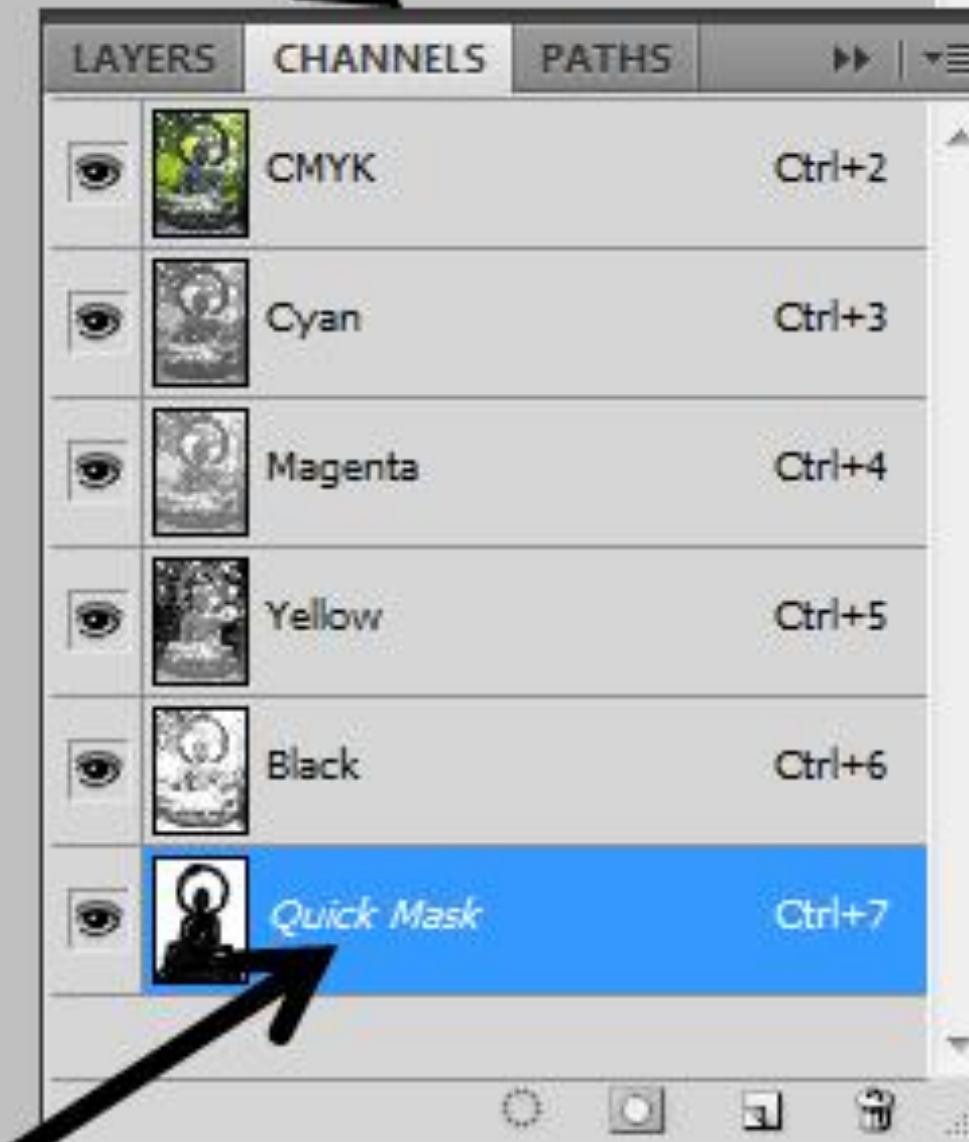 LAYERS CHANNELS PATHS
CMYK Ctrl+2
Cyan Ctrl+3
Magenta Ctrl+4
Yellow Ctrl+5
Black Ctrl+6
Quick Mask Ctrl+7